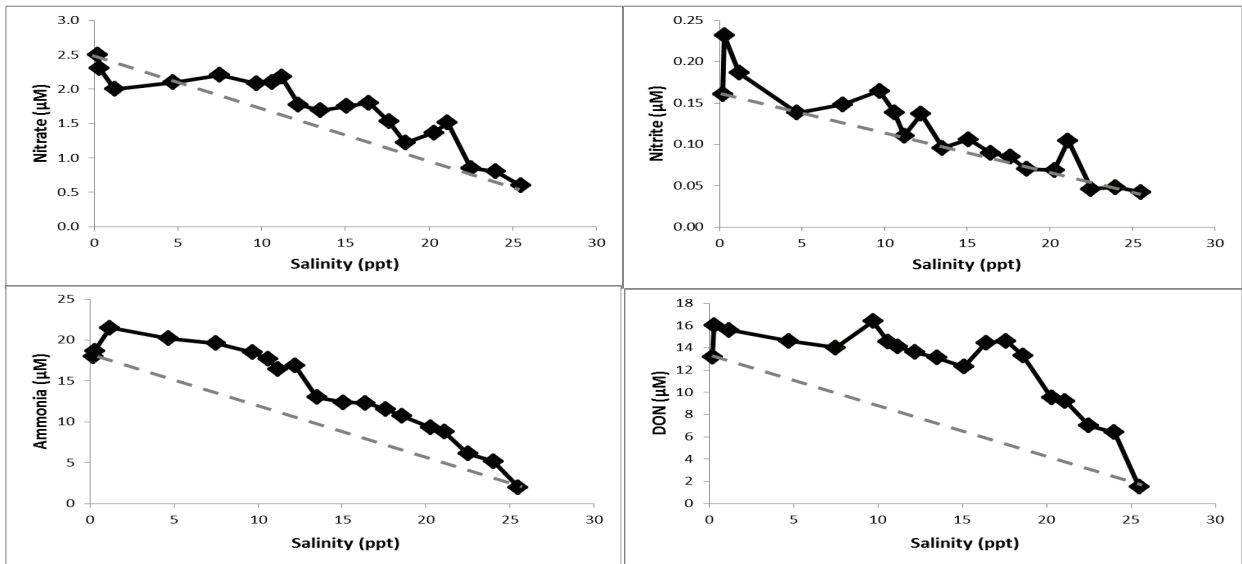 Nitrate (µM)
3.0
2.5
2.0
1.5
1.0
0.5
0.0
0 5 10 15 20 25 30
Salinity (ppt)
Nitrite (µM)
0.25
0.20
0.15
0.10
0.05
0.00
0 5 10 15 20 25 30
Salinity (ppt)
Ammonia (µM)
25
20
15
10
5
0
0 5 10 15 20 25 30
Salinity (ppt)
DON (µM)
18
16
14
12
10
8
6
4
2
0
0 5 10 15 20 25 30
Salinity (ppt)